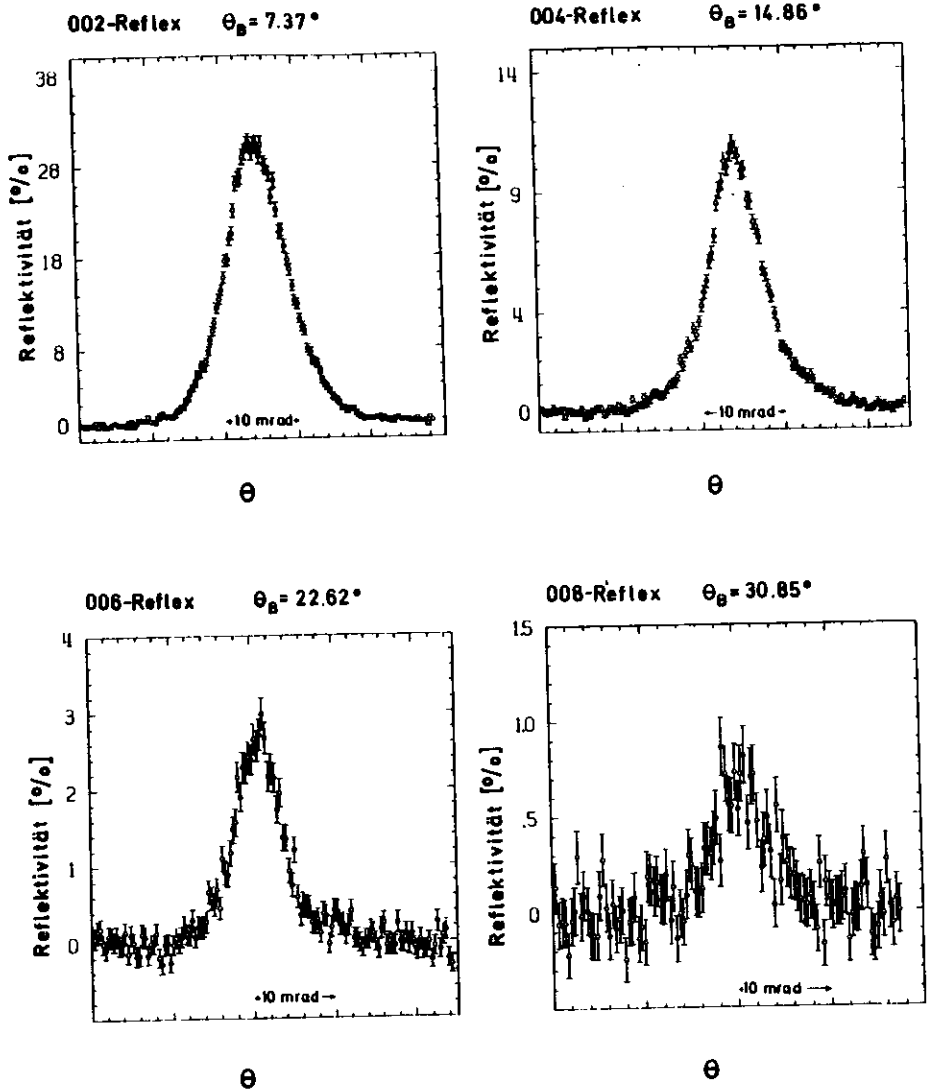 002-Reflex θB = 7.37°
38
28
18
8
0
Reflektivität [%]
10 mrad
θ
004-Reflex θB = 14.86°
14
9
4
0
Reflektivität [%]
←10 mrad→
θ
006-Reflex θB = 22.62°
4
3
2
1
0
Reflektivität [%]
10 mrad→
θ
008-Reflex θB = 30.85°
1.5
1.0
.5
0
Reflektivität [%]
10 mrad→
θ